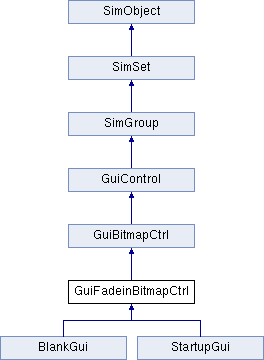 SimObject
SimSet
SimGroup
GuiControl
GuiBitmapCtrl
GuiFadeinBitmapCtrl
BlankGui
StartupGui